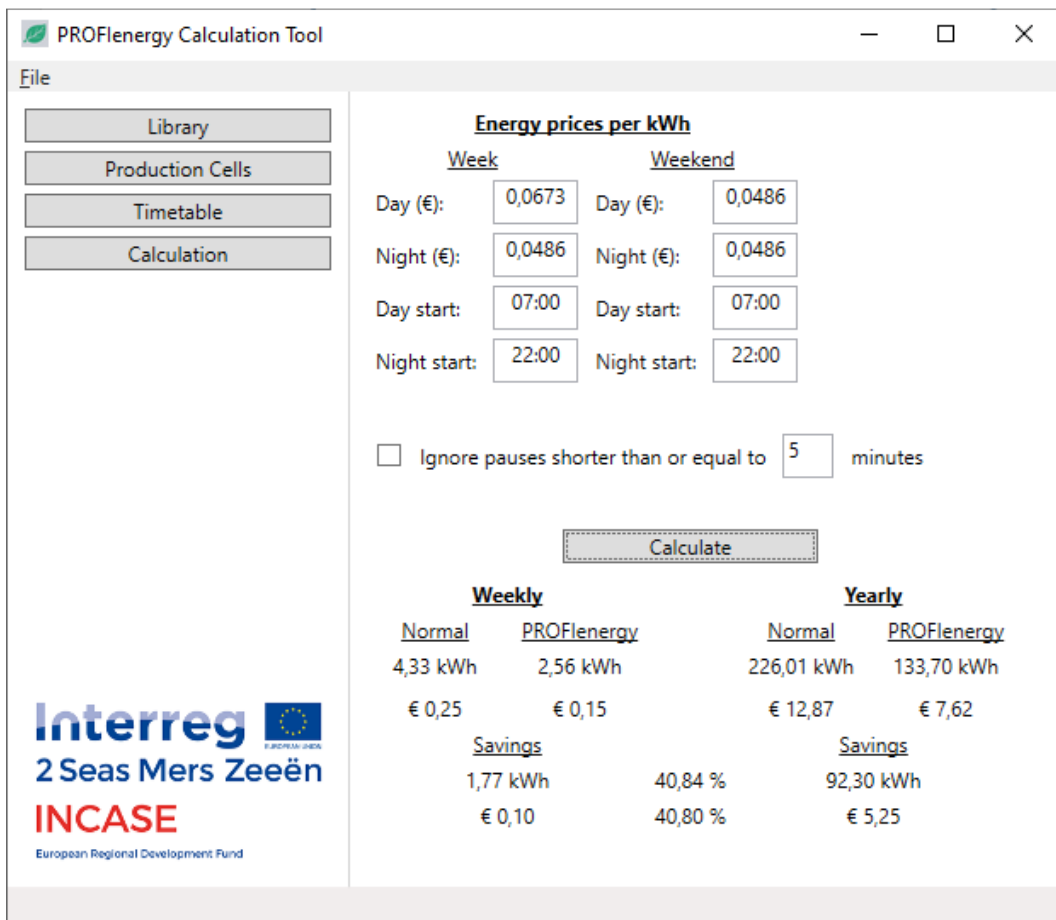 PROFIenergy Calculation Tool
File
Library
Production Cells
Timetable
Calculation
Energy prices per kWh
Week Weekend
Day (€): 0,0673 Day (€): 0,0486
Night (€): 0,0486 Night (€): 0,0486
Day start: 07:00 Day start: 07:00
Night start: 22:00 Night start: 22:00
Ignore pauses shorter than or equal to 5 minutes
Calculate
Weekly Yearly
Normal PROFIenergy Normal PROFIenergy
4,33 kWh 2,56 kWh 226,01 kWh 133,70 kWh
€ 0,25 € 0,15 € 12,87 € 7,62
Savings Savings
1,77 kWh 40,84 % 92,30 kWh
€ 0,10 40,80 % € 5,25
Interreg
EUROPEAN UNION
2 Seas Mers Zeeën
INCASE
European Regional Development Fund